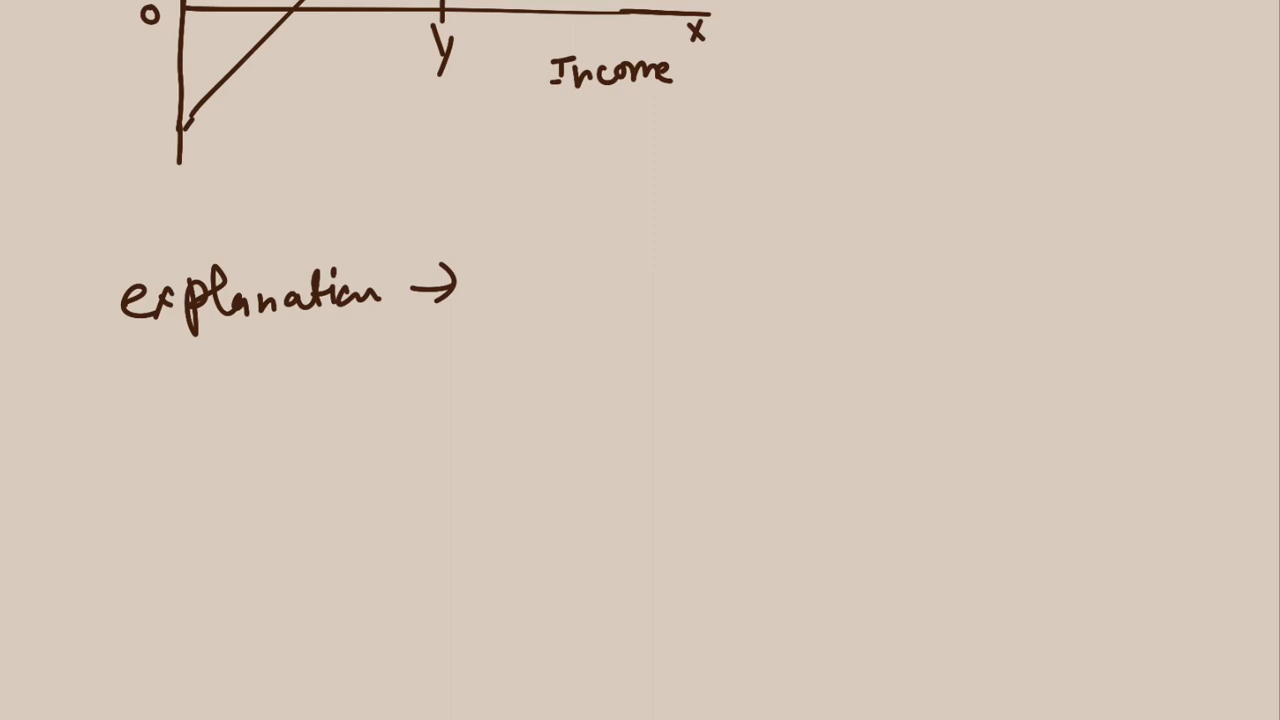 O
X
y
Income
explanation →